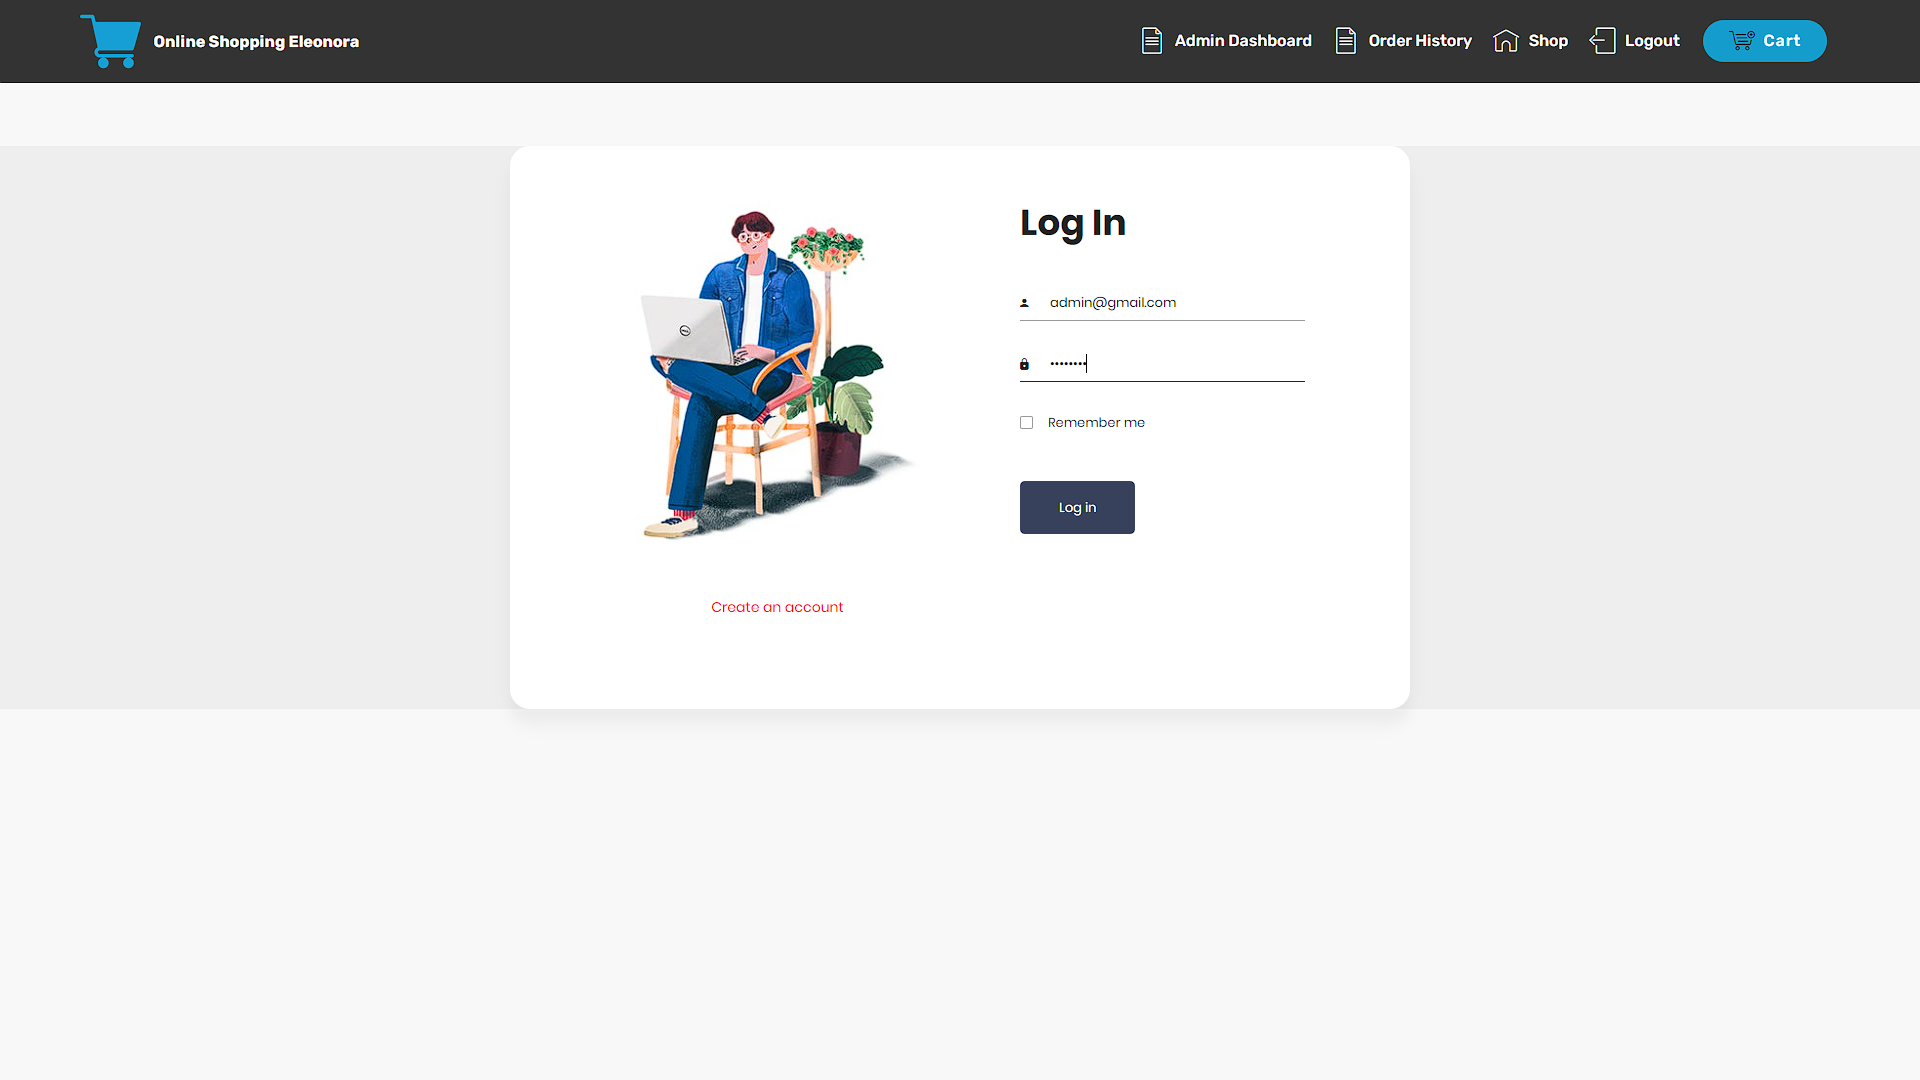 Online Shopping Eleonora
Admin Dashboard
Order History
Shop
Logout
Cart
Log In
admin@gmail.com
••••••••
Remember me
Log in
Create an account